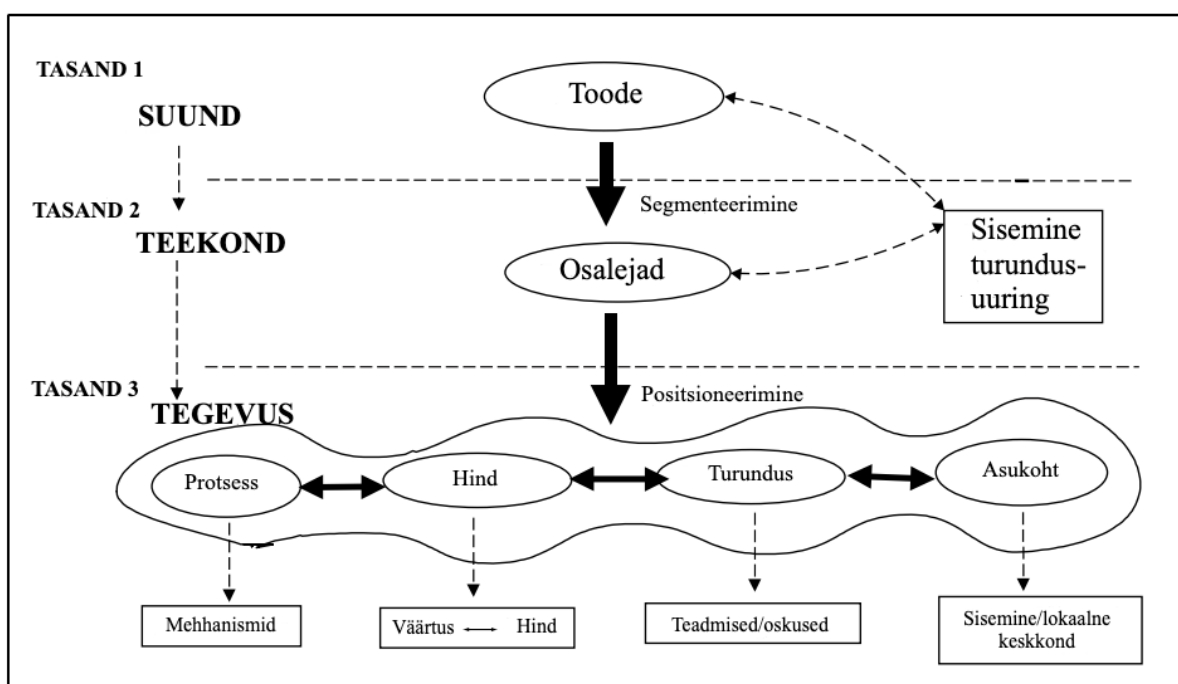 TASAND 1
SUUND
Toode
TASAND 2
TEEKOND
Segmenteerimine
Osalejad
Sisemine
turundus-
uuring
TASAND 3
TEGEVUS
Positsioneerimine
Protsess
Hind
Turundus
Asukoht
Mehhanismid
Väärtus Hind
Teadmised/oskused
Sisemine/lokaalne
keskkond